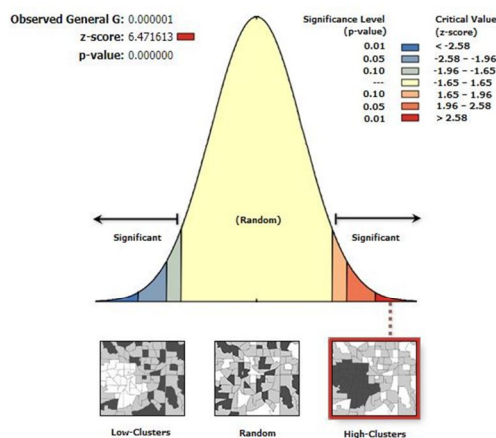 Observed General G: 0.000001
z-score: 6.471613
p-value: 0.000000
Significance Level
(p-value)
Critical Value
(z-score)
0.01 < -2.58
0.05 -2.58 – -1.96
0.10 -1.96 – -1.65
--- -1.65 – 1.65
0.10 1.65 – 1.96
0.05 1.96 – 2.58
0.01 > 2.58
(Random)
Significant
Significant
Low-Clusters
Random
High-Clusters